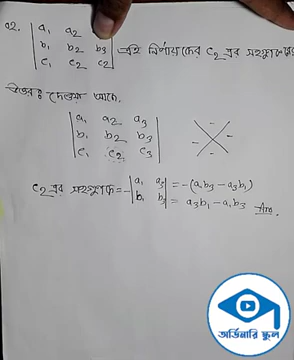 ০২. | a₁ a₂
b₁ b₂ b₃ | এই নির্ণায়কের c₂ এর সহগুণক
c₁ c₂ c₂ |
উত্তরঃ দেওয়া আছে,
| a₁ a₂ a₃ |
| b₁ b₂ b₃ |
| c₁ c₂ c₃ |
c₂ এর সহগুণক = - | a₁ a₃ | = -(a₁b₃ - a₃b₁)
| b₁ b₃ | = a₃b₁ - a₁b₃ Ans.
অর্ডিনারি স্কুল